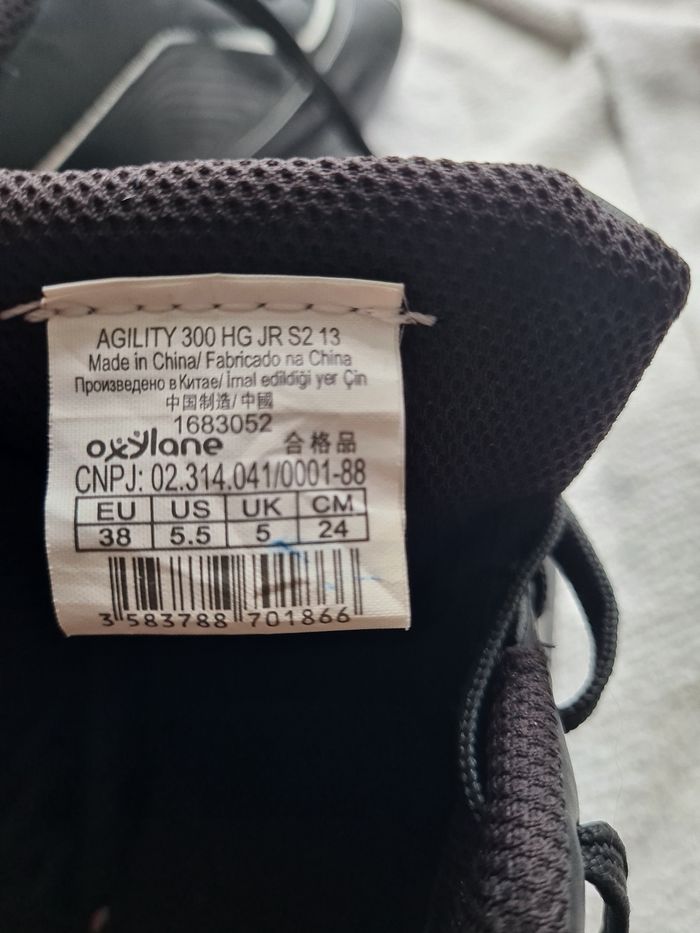 AGILITY 300 HG JR S2 13
Made in China/ Fabricado na China
Произведено в Китае/ İmal edildiği yer Çin
中国制造/ 中國
1683052
oxylane 合格品
CNPJ: 02.314.041/0001-88
EU US UK CM
38 5.5 5 24
3 583788 701866